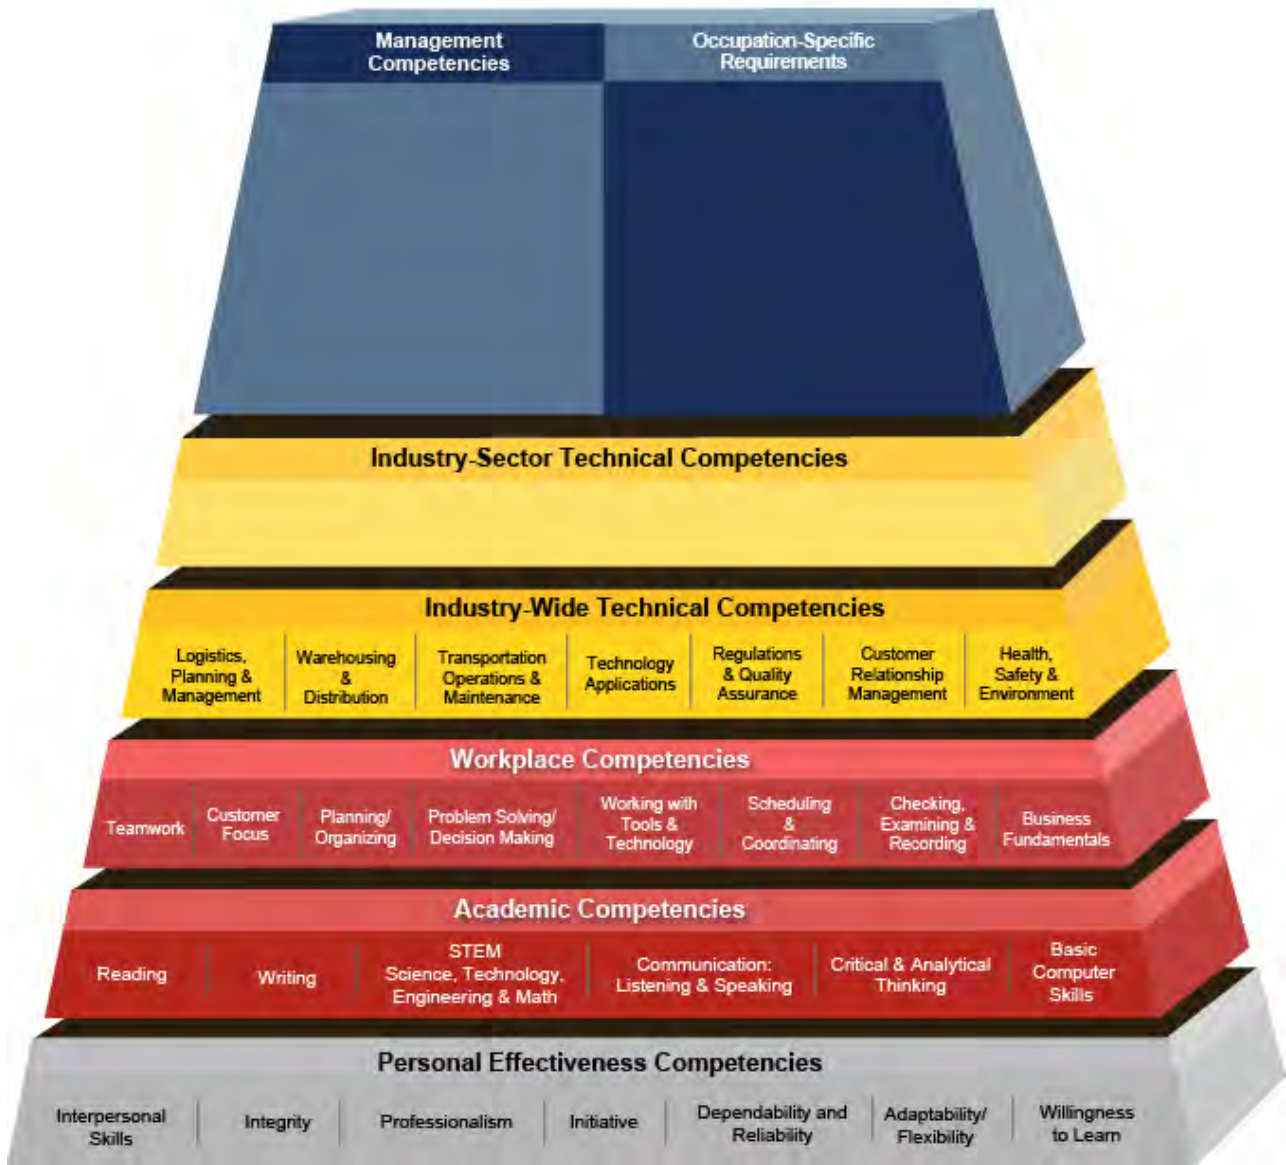 Management
Competencies
Occupation-Specific
Requirements
Industry-Sector Technical Competencies
Industry-Wide Technical Competencies
Logistics,
Planning &
Management
Warehousing
&
Distribution
Transportation
Operations &
Maintenance
Technology
Applications
Regulations
& Quality
Assurance
Customer
Relationship
Management
Health,
Safety &
Environment
Workplace Competencies
Teamwork
Customer
Focus
Planning/
Organizing
Problem Solving/
Decision Making
Working with
Tools &
Technology
Scheduling
&
Coordinating
Checking,
Examining &
Recording
Business
Fundamentals
Academic Competencies
Reading
Writing
STEM
Science, Technology,
Engineering & Math
Communication:
Listening & Speaking
Critical & Analytical
Thinking
Basic
Computer
Skills
Personal Effectiveness Competencies
Interpersonal
Skills
Integrity
Professionalism
Initiative
Dependability and
Reliability
Adaptability/
Flexibility
Willingness
to Learn